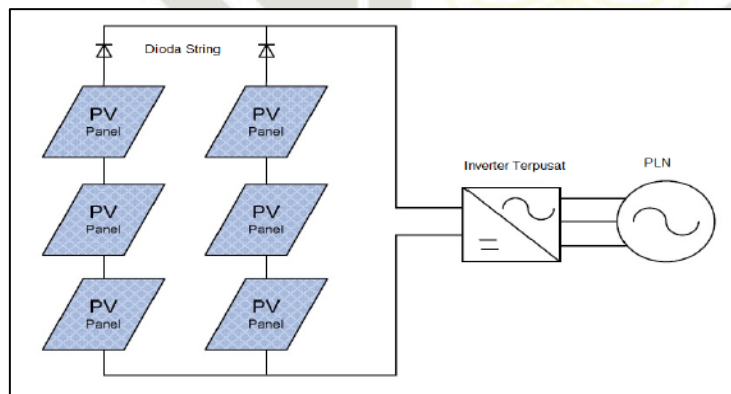 Dioda String
PV
Panel
PV
Panel
Inverter Terpusat
PLN
PV
Panel
PV
Panel
PV
Panel
PV
Panel